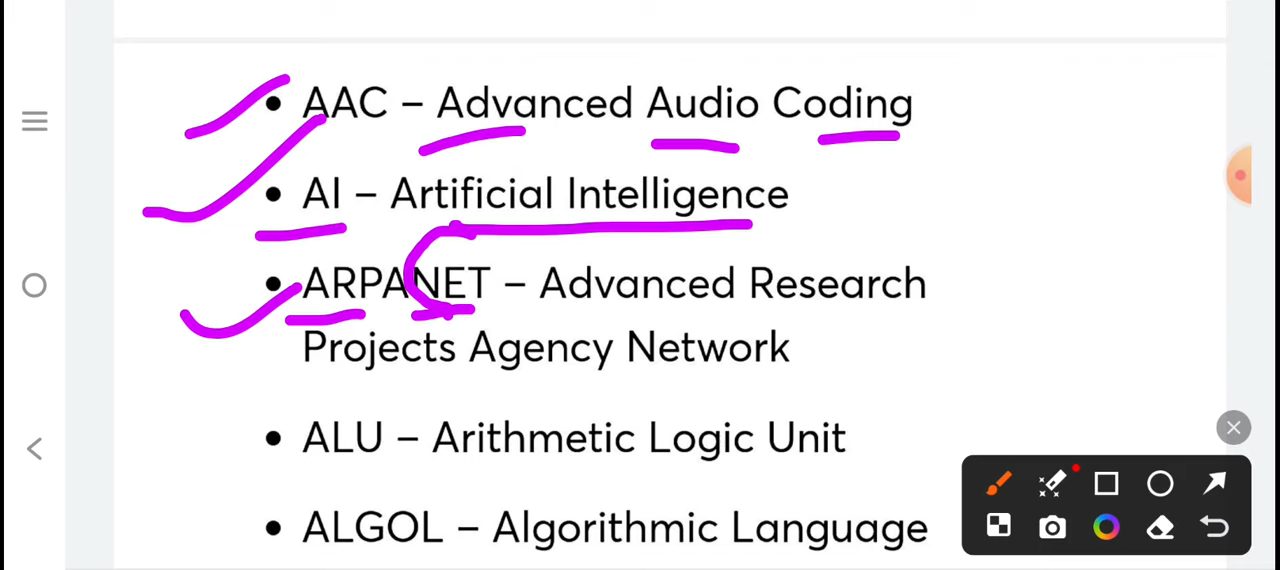 • AAC – Advanced Audio Coding
• AI – Artificial Intelligence
• ARPANET – Advanced Research
Projects Agency Network
• ALU – Arithmetic Logic Unit
• ALGOL – Algorithmic Language